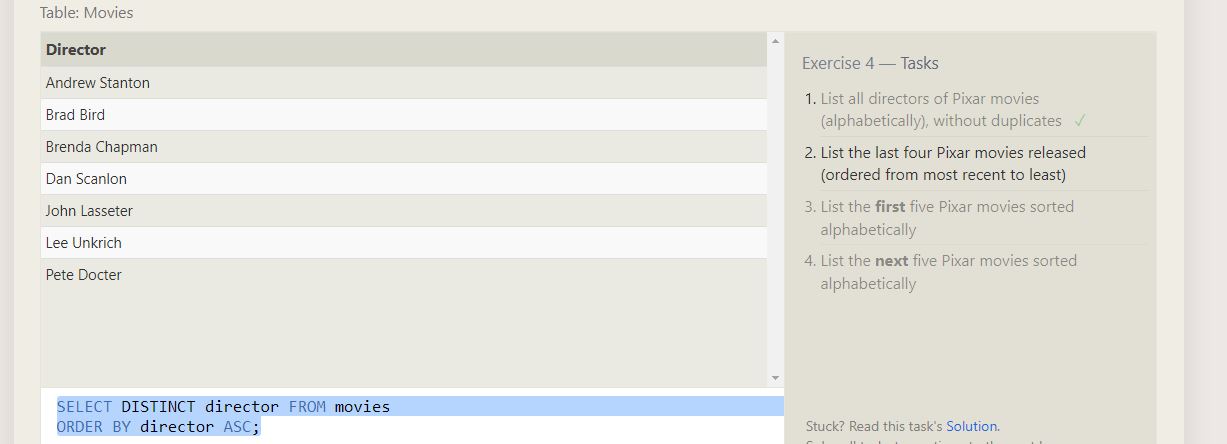 Table: Movies
Director
Andrew Stanton
Brad Bird
Brenda Chapman
Dan Scanlon
John Lasseter
Lee Unkrich
Pete Docter
SELECT DISTINCT director FROM movies
ORDER BY director ASC;
Exercise 4 — Tasks
1. List all directors of Pixar movies
(alphabetically), without duplicates ✓
2. List the last four Pixar movies released
(ordered from most recent to least)
3. List the first five Pixar movies sorted
alphabetically
4. List the next five Pixar movies sorted
alphabetically
Stuck? Read this task's Solution.